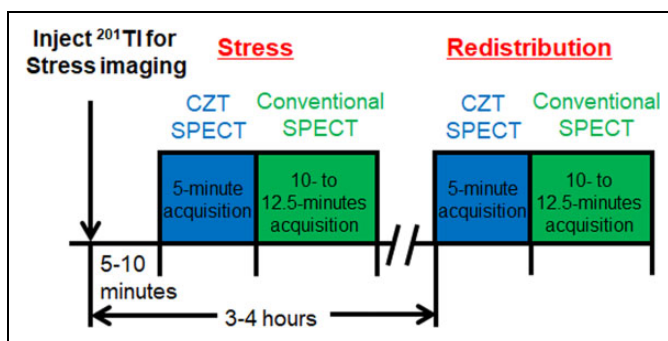 Inject ²⁰¹Tl for
Stress imaging
Stress
Redistribution
CZT
SPECT
Conventional
SPECT
CZT
SPECT
Conventional
SPECT
5-minute
acquisition
10- to
12.5-minutes
acquisition
5-minute
acquisition
10- to
12.5-minutes
acquisition
5-10
minutes
3-4 hours